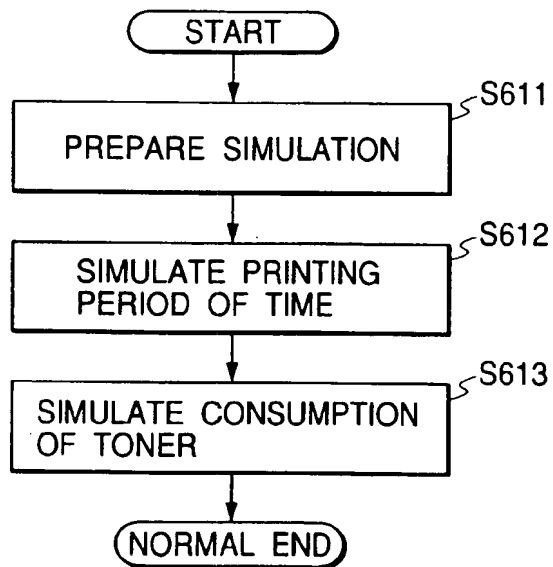 START
S611
PREPARE SIMULATION
S612
SIMULATE PRINTING
PERIOD OF TIME
S613
SIMULATE CONSUMPTION
OF TONER
NORMAL END